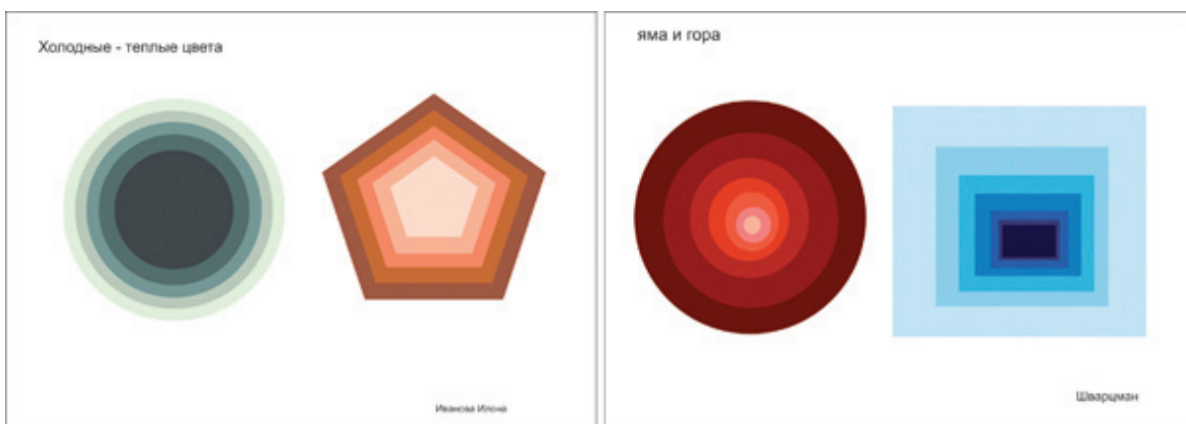 Холодные - теплые цвета
яма и гора
Иванова Илона
Шварцман